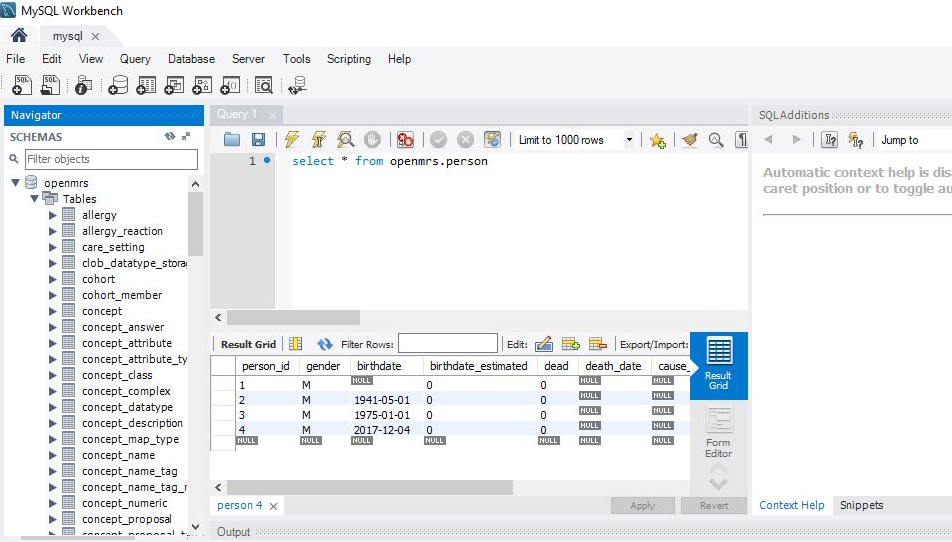 MySQL Workbench
mysql
File Edit View Query Database Server Tools Scripting Help
Navigator
SCHEMAS
Filter objects
openmrs
Tables
allergy
allergy_reaction
care_setting
clob_datatype_stora
cohort
cohort_member
concept
concept_answer
concept_attribute
concept_attribute_ty
concept_class
concept_complex
concept_datatype
concept_description
concept_map_type
concept_name
concept_name_tag
concept_name_tag_r
concept_numeric
concept_proposal
concept_proposal_t
Query 1
Limit to 1000 rows
1 select * from openmrs.person
Result Grid Filter Rows: Edit: Export/Import:
person_id gender birthdate birthdate_estimated dead death_date cause_
1 M NULL 0 0 NULL NULL
2 M 1941-05-01 0 0 NULL NULL
3 M 1975-01-01 0 0 NULL NULL
4 M 2017-12-04 0 0 NULL NULL
NULL NULL NULL NULL NULL NULL NULL
Result
Grid
Form
Editor
person 4
Apply Revert
Output
SQLAdditions
Jump to
Automatic context help is disa
caret position or to toggle au
Context Help Snippets